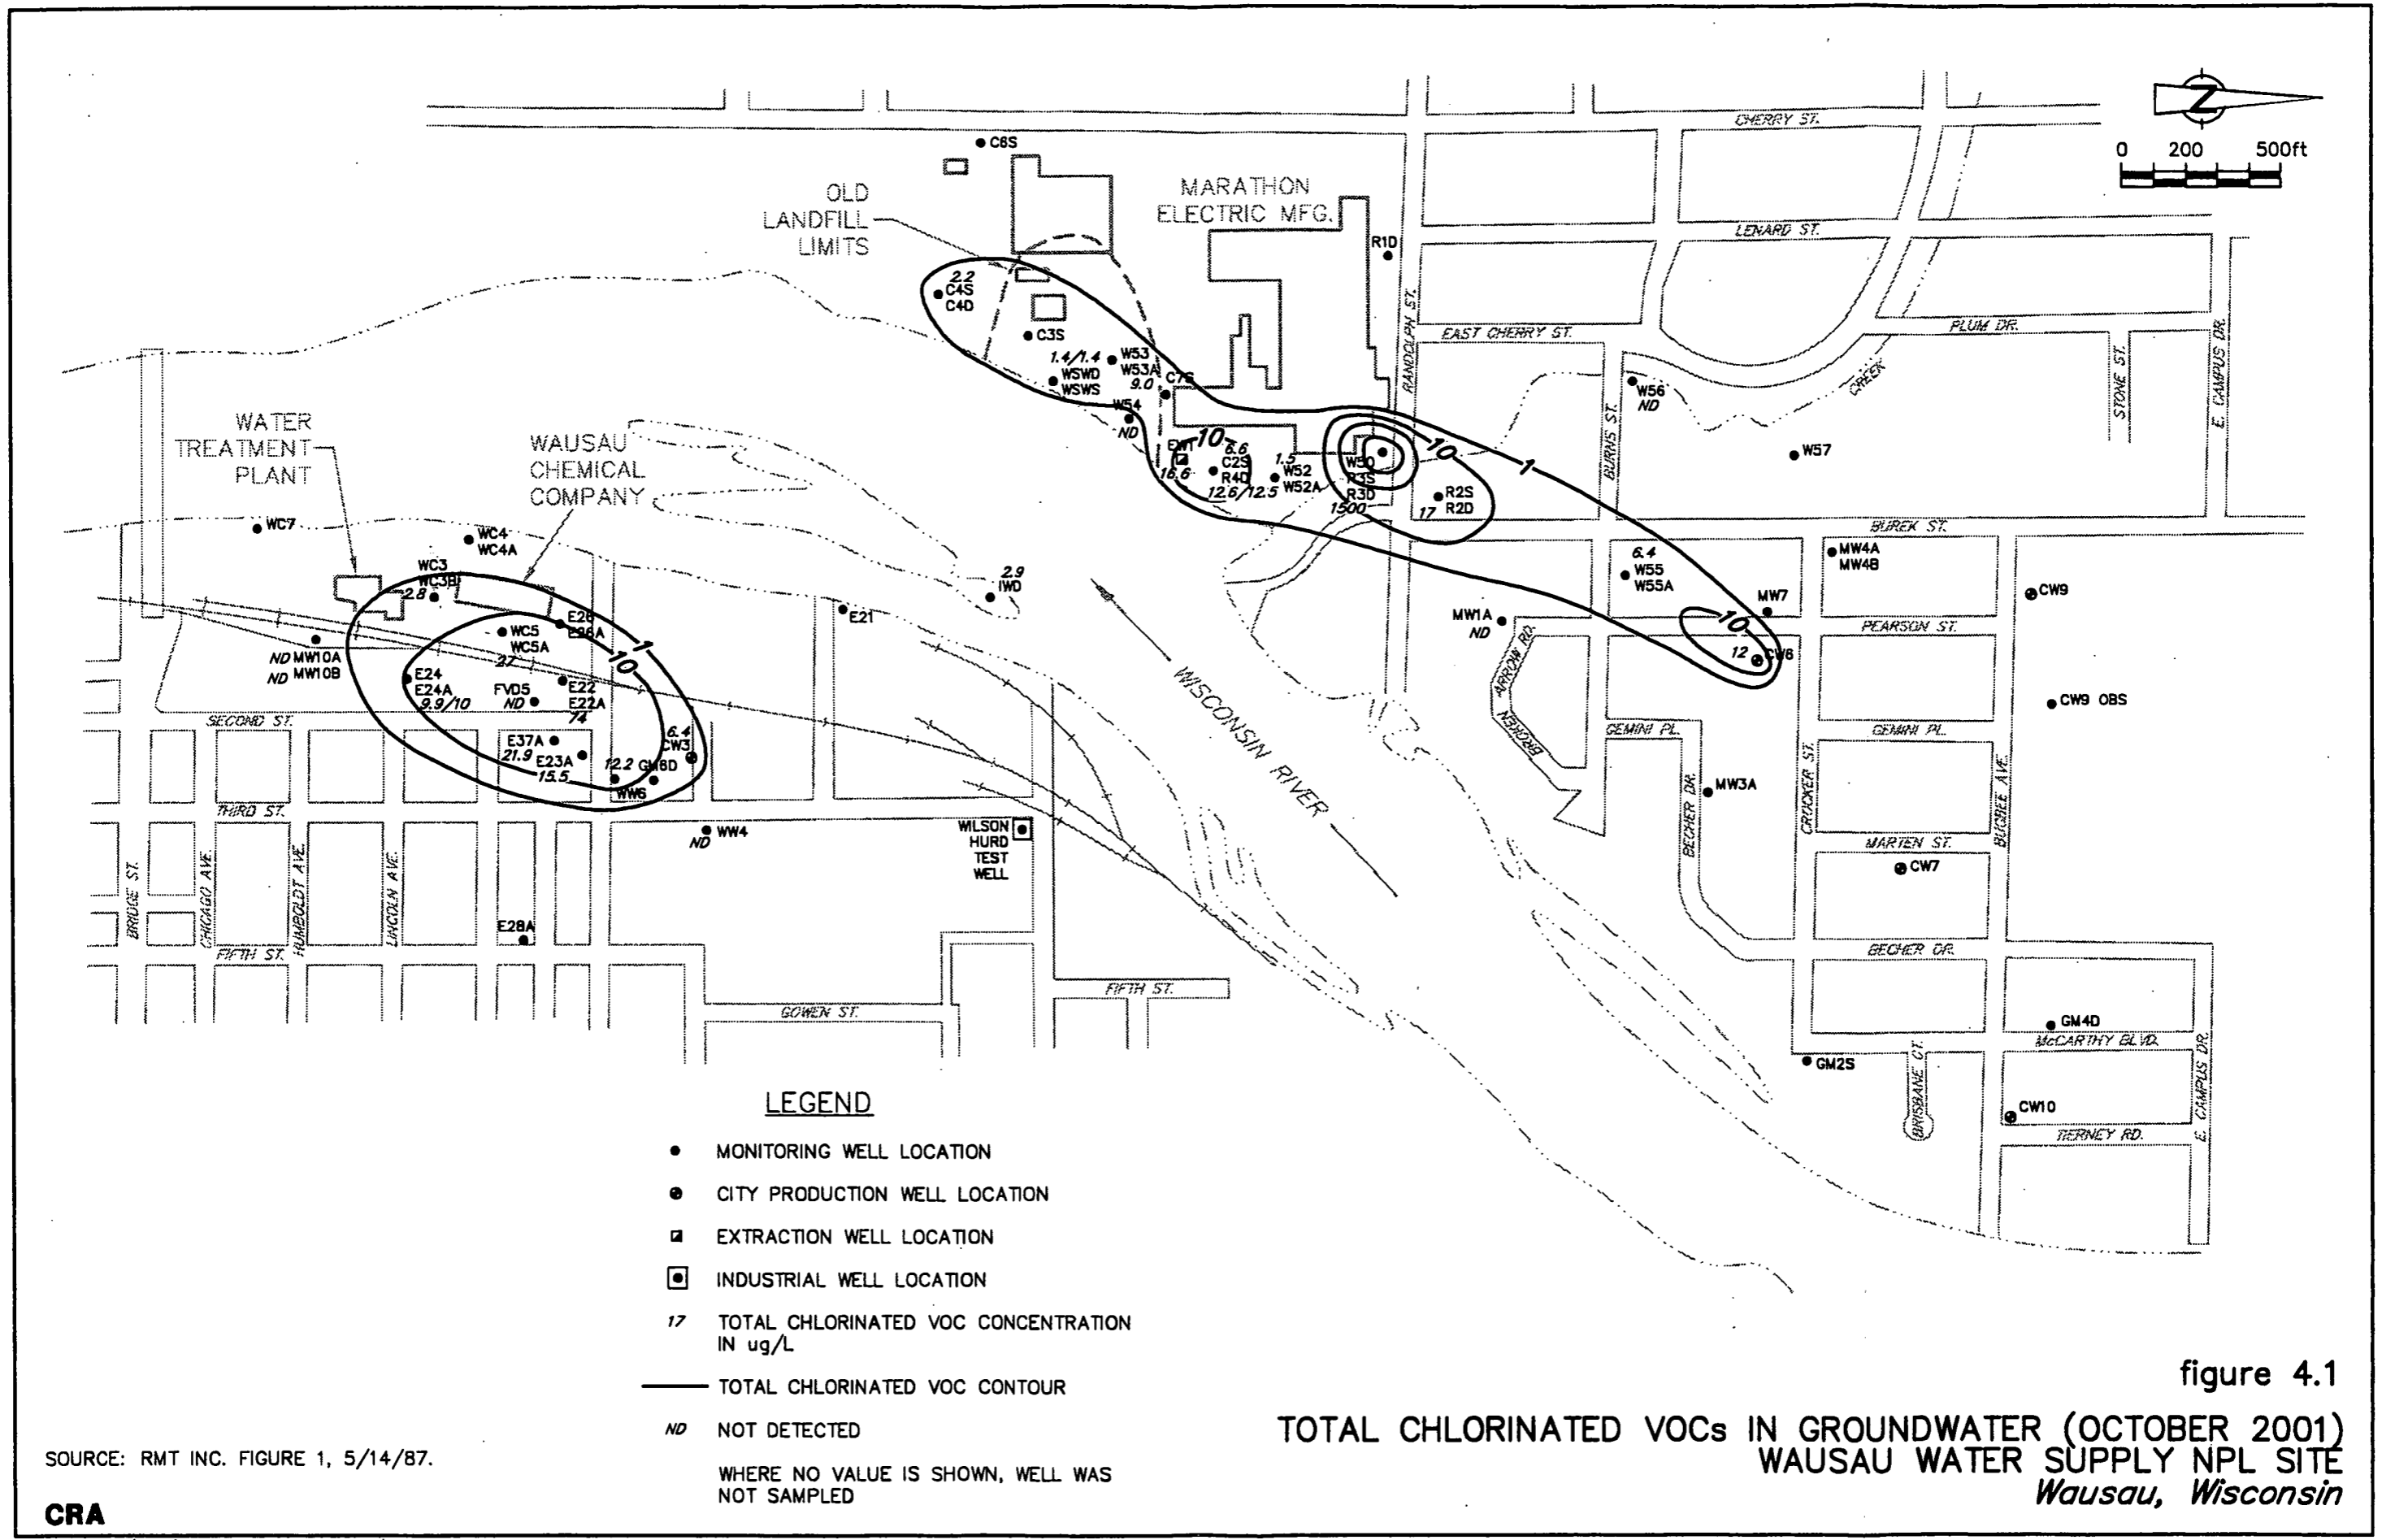 CHERRY ST.
Z
0 200 500ft
C6S
OLD
LANDFILL
LIMITS
MARATHON
ELECTRIC MFG.
R1D
LENARD ST.
RANDOLPH ST.
EAST CHERRY ST.
PLUM DR.
STONE ST.
E. CAMPUS DR.
CREEK
2.2
C4S
C4D
C3S
1.4/1.4
WSWD
WSWS
W53
W53A
9.0
C7S
W54
ND
EW1
16.6
10
6.6
C2S
R4D
12.6/12.5
1.5
W52
W52A
W50
R3S
R3D
1500
10
R2S
R2D
17
1
BURNS ST.
W56
ND
W57
BUREK ST.
WATER
TREATMENT
PLANT
WAUSAU
CHEMICAL
COMPANY
WC7
WC4
WC4A
WC3
WC3B
2.8
E26
E26A
WC5
WC5A
27
1
10
ND MW10A
ND MW10B
E24
E24A
9.9/10
FVD5
ND
E22
E22A
74
E37A
21.9
E23A
15.5
12.2
GM6D
WW6
6.4
CW3
E21
2.9
IWD
WISCONSIN RIVER
MW1A
ND
6.4
W55
W55A
MW7
10
12
CW6
MW4A
MW4B
CW9
PEARSON ST.
CW9 OBS
ARROW RD.
BROKEN
GEMINI PL.
GEMINI PL.
BECHER DR.
MW3A
CROCKER ST.
BUGBEE AVE.
MARTEN ST.
CW7
SECOND ST.
THIRD ST.
WW4
ND
WILSON
HURD
TEST
WELL
BRIDGE ST.
CHICAGO AVE.
HUMBOLDT AVE.
LINCOLN AVE.
E28A
FIFTH ST.
FIFTH ST.
GOWEN ST.
BECHER DR.
GM4D
McCARTHY BLVD.
GM2S
BRISBANE CT.
CW10
TIERNEY RD.
E. CAMPUS DR.
LEGEND
MONITORING WELL LOCATION
CITY PRODUCTION WELL LOCATION
EXTRACTION WELL LOCATION
INDUSTRIAL WELL LOCATION
17 TOTAL CHLORINATED VOC CONCENTRATION
IN ug/L
TOTAL CHLORINATED VOC CONTOUR
ND NOT DETECTED
WHERE NO VALUE IS SHOWN, WELL WAS
NOT SAMPLED
SOURCE: RMT INC. FIGURE 1, 5/14/87.
CRA
figure 4.1
TOTAL CHLORINATED VOCs IN GROUNDWATER (OCTOBER 2001)
WAUSAU WATER SUPPLY NPL SITE
Wausau, Wisconsin